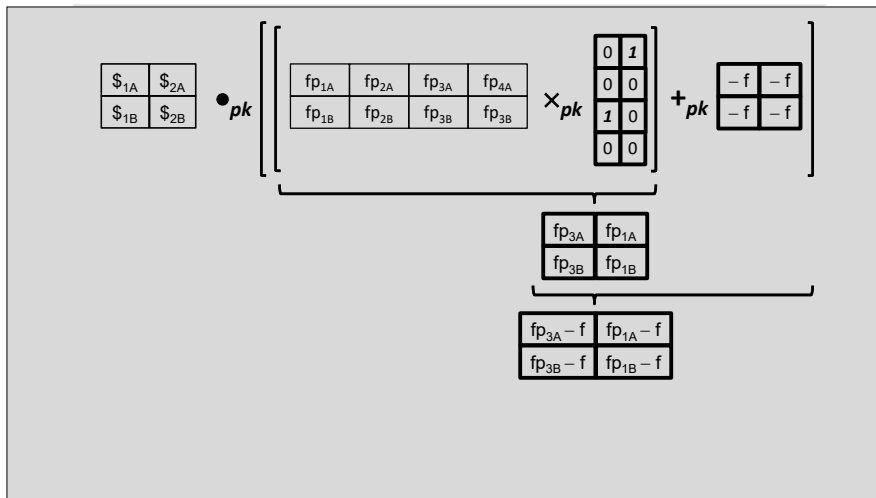 $1A $2A
$1B $2B
●pk
[ [
fp1A fp2A fp3A fp4A
fp1B fp2B fp3B fp3B
×pk
0 1
0 0
1 0
0 0
]
+pk
– f – f
– f – f
]
fp3A fp1A
fp3B fp1B
fp3A – f fp1A – f
fp3B – f fp1B – f